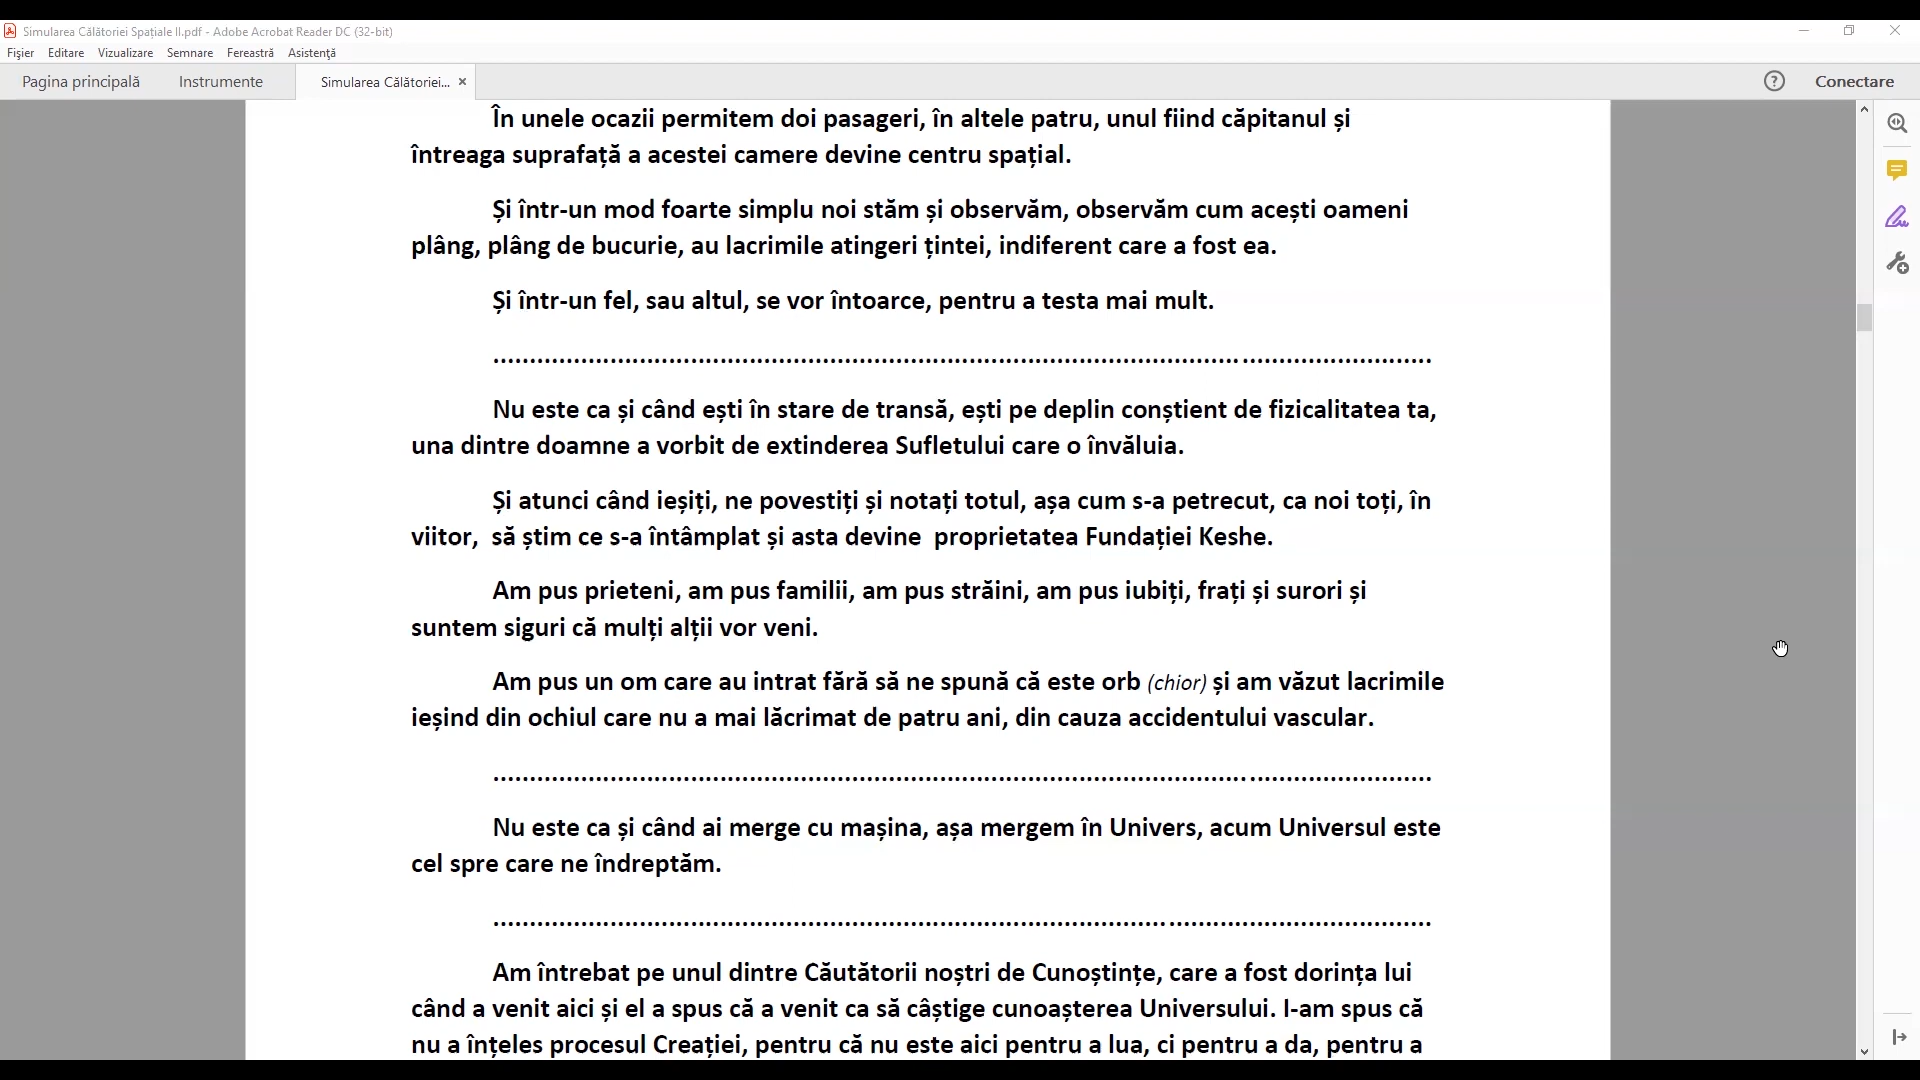 Simularea Călătoriei Spațiale II.pdf - Adobe Acrobat Reader DC (32-bit)
Fișier Editare Vizualizare Semnare Fereastră Asistență
Pagina principală Instrumente Simularea Călătoriei... × ? Conectare
În unele ocazii permitem doi pasageri, în altele patru, unul fiind căpitanul și
întreaga suprafață a acestei camere devine centru spațial.
Și într-un mod foarte simplu noi stăm și observăm, observăm cum acești oameni
plâng, plâng de bucurie, au lacrimile atingeri țintei, indiferent care a fost ea.
Și într-un fel, sau altul, se vor întoarce, pentru a testa mai mult.
................................................................................................................................
Nu este ca și când ești în stare de transă, ești pe deplin conștient de fizicalitatea ta,
una dintre doamne a vorbit de extinderea Sufletului care o învăluia.
Și atunci când ieșiți, ne povestiți și notați totul, așa cum s-a petrecut, ca noi toți, în
viitor, să știm ce s-a întâmplat și asta devine proprietatea Fundației Keshe.
Am pus prieteni, am pus familii, am pus străini, am pus iubiți, frați și surori și
suntem siguri că mulți alții vor veni.
Am pus un om care au intrat fără să ne spună că este orb (chior) și am văzut lacrimile
ieșind din ochiul care nu a mai lăcrimat de patru ani, din cauza accidentului vascular.
................................................................................................................................
Nu este ca și când ai merge cu mașina, așa mergem în Univers, acum Universul este
cel spre care ne îndreptăm.
................................................................................................................................
Am întrebat pe unul dintre Căutătorii noștri de Cunoștințe, care a fost dorința lui
când a venit aici și el a spus că a venit ca să câștige cunoașterea Universului. I-am spus că
nu a înțeles procesul Creației, pentru că nu este aici pentru a lua, ci pentru a da, pentru a